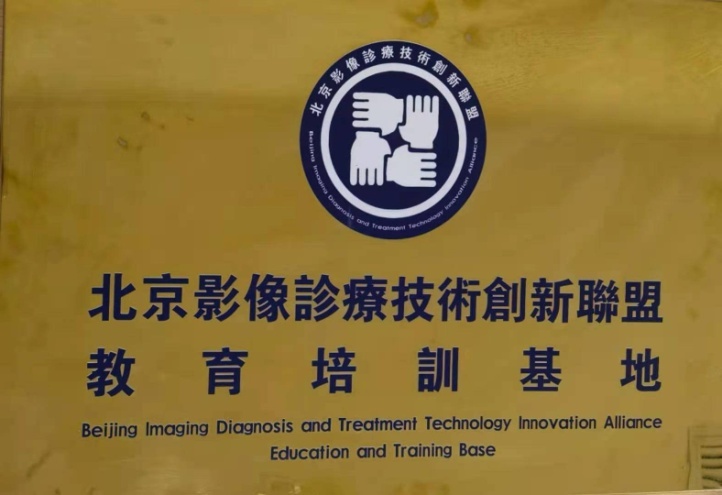 北京影像診療技術創新聯盟
Beijing Imaging Diagnosis and Treatment Technology Innovation Alliance
北京影像診療技術創新聯盟
教育培訓基地
Beijing Imaging Diagnosis and Treatment Technology Innovation Alliance
Education and Training Base